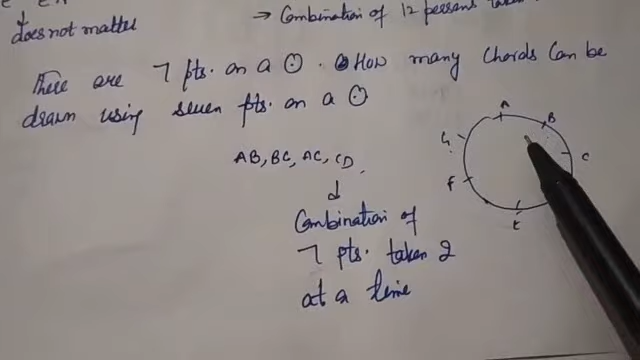 does not matter
→ Combination of 12 persons taken
There are 7 pts. on a ⊙. How many chords can be
drawn using seven pts. on a ⊙
AB, BC, AC, CD,
Combination of
7 pts. taken 2
at a time
A
B
G
C
F
E